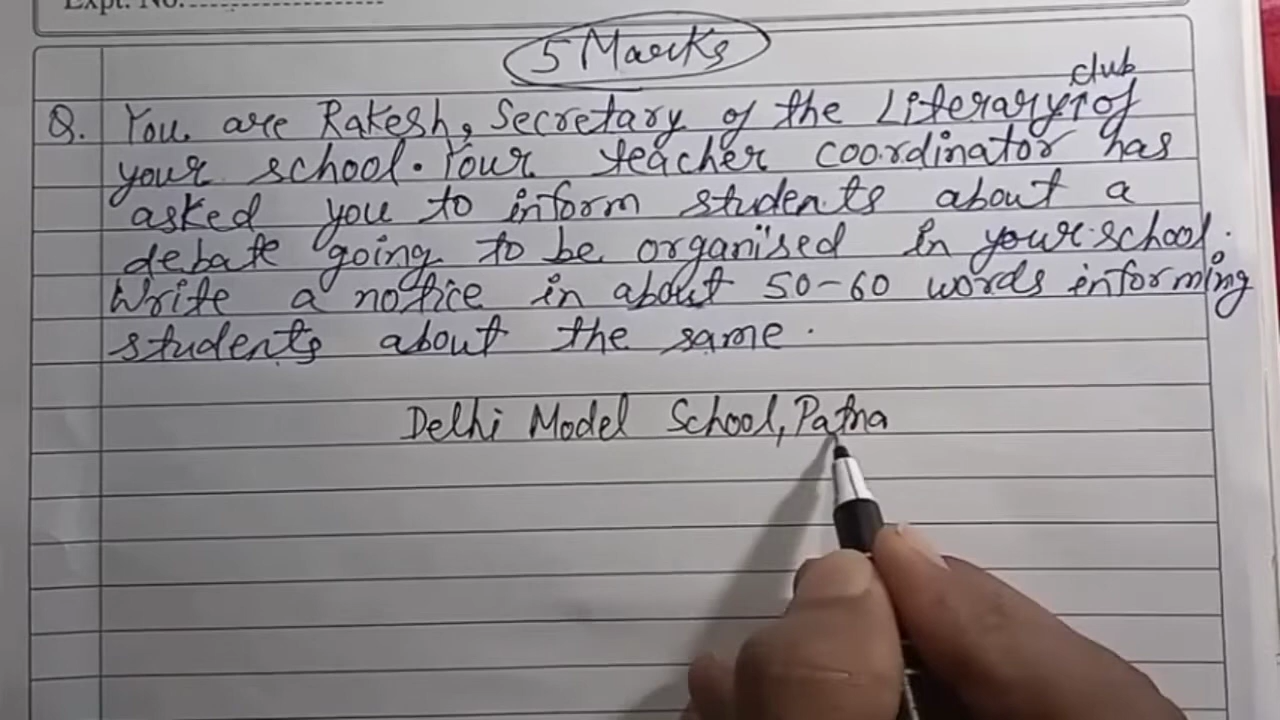 Expt. No.
5 Marks
club
Q. You are Rakesh, Secretary of the Literary of
your school. Your teacher coordinator has
asked you to inform students about a
debate going to be organised in your school.
Write a notice in about 50-60 words informing
students about the same.
Delhi Model School, Patna